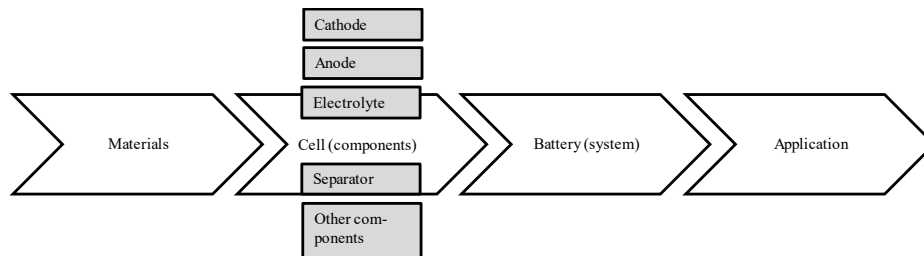 Cathode
Anode
Electrolyte
Materials
Cell (components)
Battery (system)
Application
Separator
Other com-
ponents